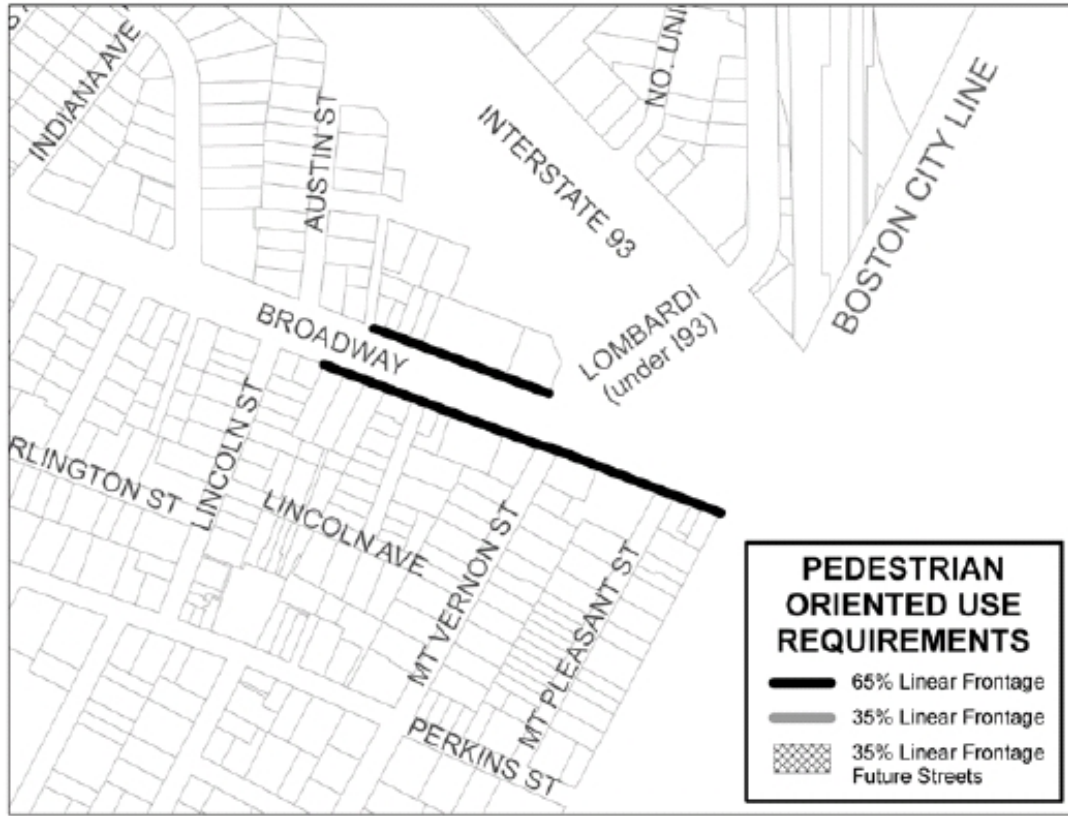 INDIANA AVE
AUSTIN ST
INTERSTATE 93
NO. UNI
BOSTON CITY LINE
BROADWAY
LOMBARDI
(under I93)
LINCOLN ST
RLINGTON ST
LINCOLN AVE
MT VERNON ST
MT PLEASANT ST
PERKINS ST
PEDESTRIAN
ORIENTED USE
REQUIREMENTS
65% Linear Frontage
35% Linear Frontage
35% Linear Frontage
Future Streets